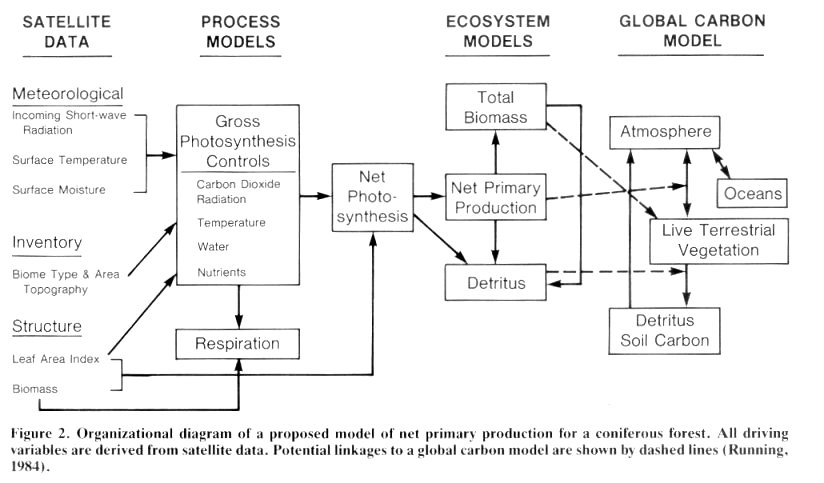 SATELLITE
DATA
PROCESS
MODELS
ECOSYSTEM
MODELS
GLOBAL CARBON
MODEL
Meteorological
Incoming Short-wave
Radiation
Surface Temperature
Surface Moisture
Inventory
Biome Type & Area
Topography
Structure
Leaf Area Index
Biomass
Gross
Photosynthesis
Controls
Carbon Dioxide
Radiation
Temperature
Water
Nutrients
Respiration
Net
Photo-
synthesis
Total
Biomass
Net Primary
Production
Detritus
Atmosphere
Oceans
Live Terrestrial
Vegetation
Detritus
Soil Carbon
Figure 2. Organizational diagram of a proposed model of net primary production for a coniferous forest. All driving
variables are derived from satellite data. Potential linkages to a global carbon model are shown by dashed lines (Running,
1984).